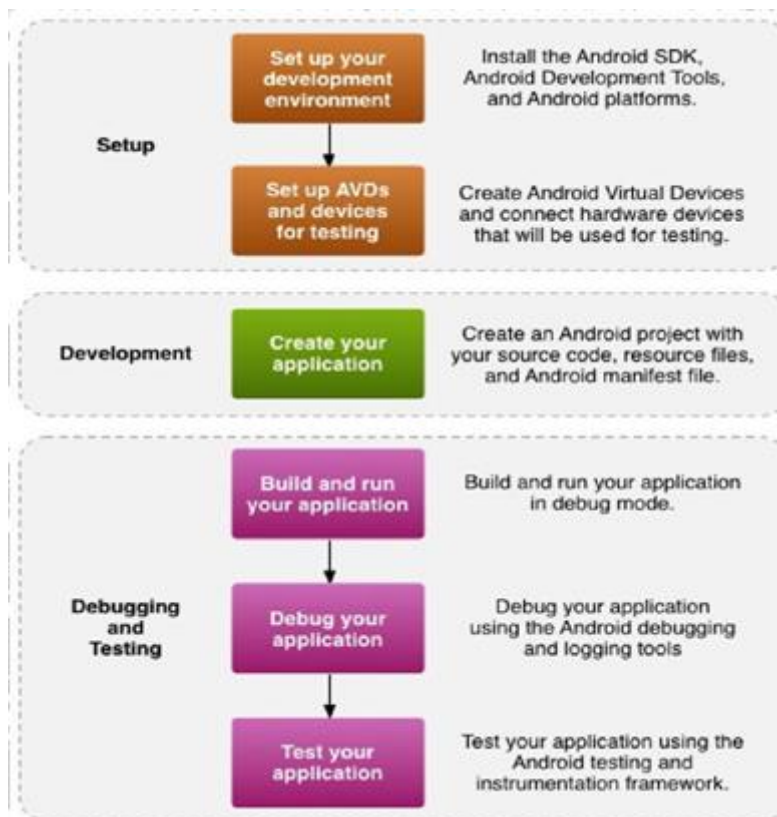 Setup
Set up your
development
environment
Install the Android SDK,
Android Development Tools,
and Android platforms.
Set up AVDs
and devices
for testing
Create Android Virtual Devices
and connect hardware devices
that will be used for testing.
Development
Create your
application
Create an Android project with
your source code, resource files,
and Android manifest file.
Debugging
and
Testing
Build and run
your application
Build and run your application
in debug mode.
Debug your
application
Debug your application
using the Android debugging
and logging tools
Test your
application
Test your application using the
Android testing and
instrumentation framework.